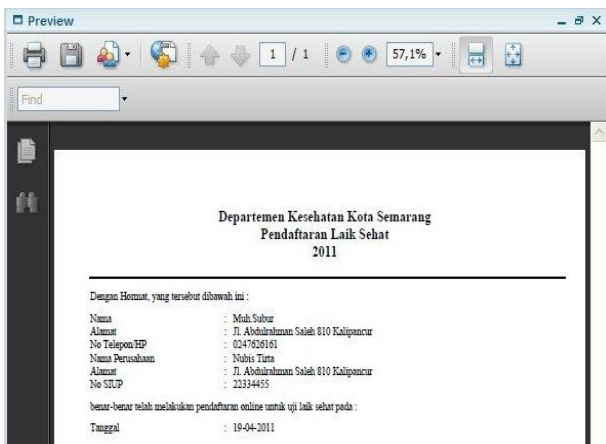 Preview
1 / 1
57,1%
Find
Departemen Kesehatan Kota Semarang
Pendaftaran Laik Sehat
2011
Dengan Hormat, yang tersebut dibawah ini :
Nama : Muh.Subur
Alamat : Jl. Abdulrahman Saleh 810 Kalipancur
No Telepon/HP : 0247626161
Nama Perusahaan : Nubis Tirta
Alamat : Jl. Abdulrahman Saleh 810 Kalipancur
No SIUP : 22334455
benar-benar telah melakukan pendaftaran online untuk uji laik sehat pada :
Tanggal : 19-04-2011